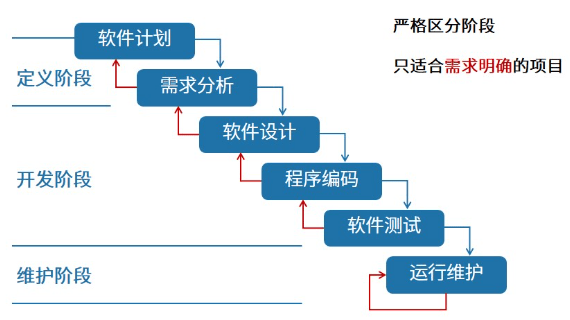 软件计划
严格区分阶段
定义阶段
需求分析
只适合需求明确的项目
软件设计
开发阶段
程序编码
软件测试
维护阶段
运行维护